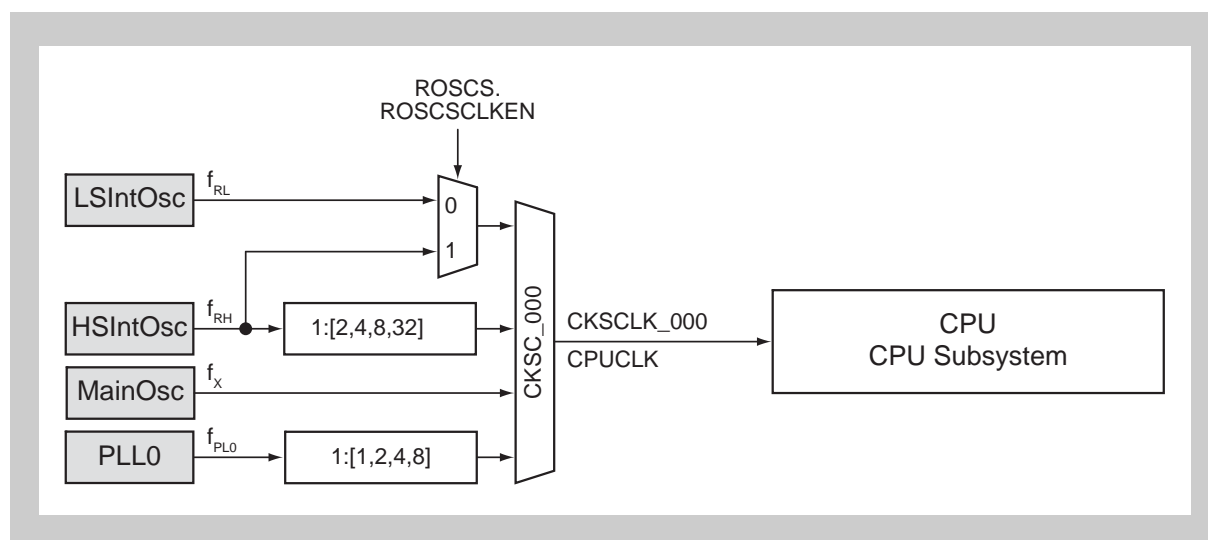 ROSCS.
ROSCSCLKEN
LSIntOsc
fRL
0
1
HSIntOsc
fRH
1:[2,4,8,32]
MainOsc
fX
PLL0
fPL0
1:[1,2,4,8]
CKSC_000
CKSCLK_000
CPUCLK
CPU
CPU Subsystem